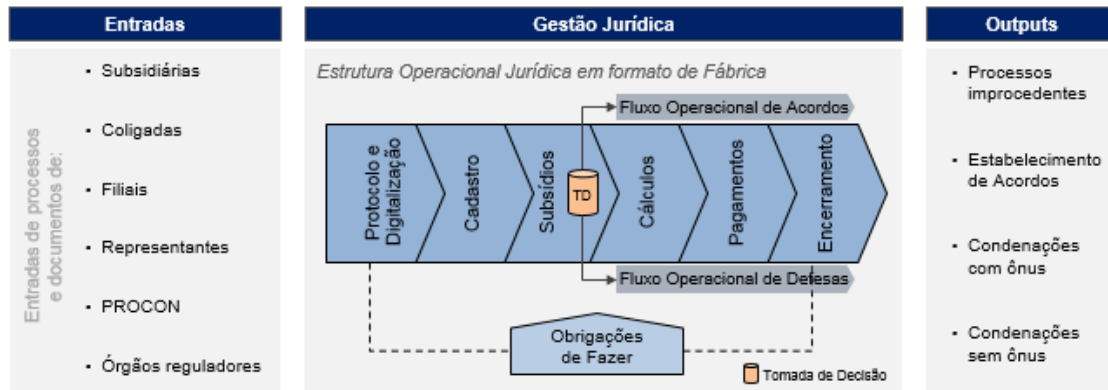 Entradas
Entradas de processos
e documentos de:
▪ Subsidiárias
▪ Coligadas
▪ Filiais
▪ Representantes
▪ PROCON
▪ Órgãos reguladores
Gestão Jurídica
Estrutura Operacional Jurídica em formato de Fábrica
Fluxo Operacional de Acordos
Protocolo e
Digitalização
Cadastro
Subsídios
TD
Cálculos
Pagamentos
Encerramento
Fluxo Operacional de Defesas
Obrigações
de Fazer
Tomada de Decisão
Outputs
▪ Processos
improcedentes
▪ Estabelecimento
de Acordos
▪ Condenações
com ônus
▪ Condenações
sem ônus